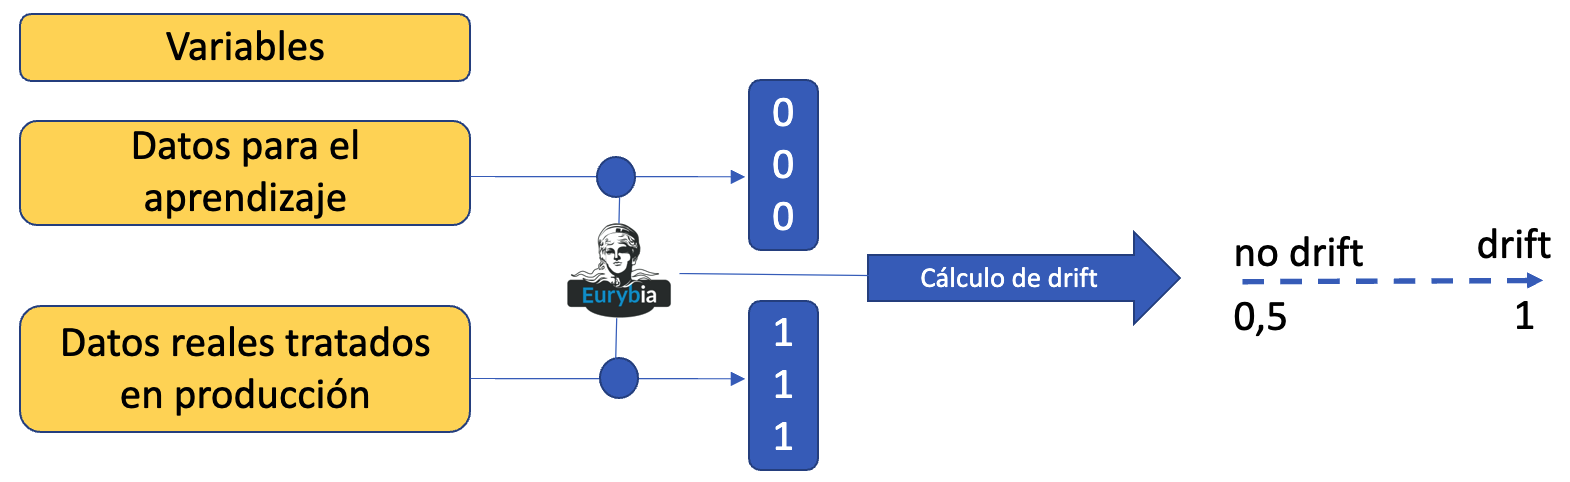 Variables
Datos para el
aprendizaje
0
0
0
Eurybia
Cálculo de drift
no drift
drift
0,5
1
Datos reales tratados
en producción
1
1
1